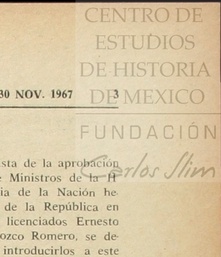 CENTRO DE
ESTUDIOS
DE HISTORIA
DE MEXICO
30 NOV. 1967 3
FUNDACIÓN
Carlos Slim
sta de la aprobación
e Ministros de la H
ia de la Nación he-
de la República en
licenciados Ernesto
ozco Romero, se de-
introducirlos a este